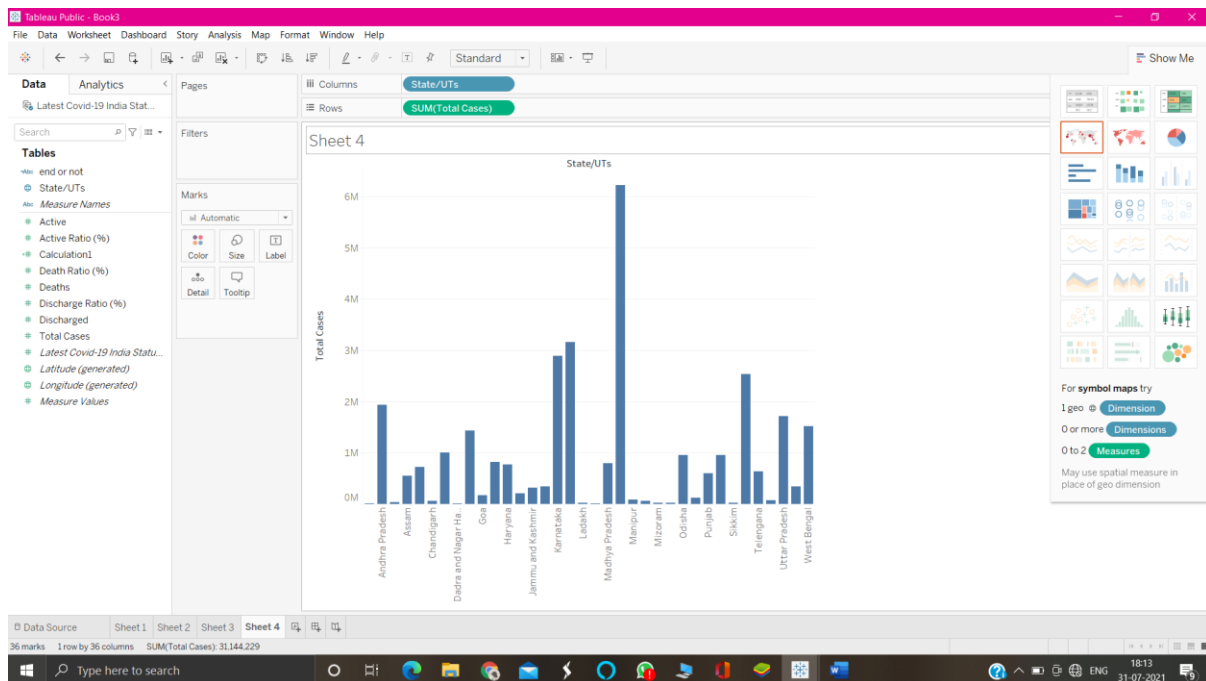 Tableau Public - Book3
File Data Worksheet Dashboard Story Analysis Map Format Window Help
Standard
Show Me
Data Analytics
Pages
Columns State/UTs
Latest Covid-19 India Stat...
Rows SUM(Total Cases)
Search
Filters
Sheet 4
Tables
Abc end or not
State/UTs
Abc Measure Names
Active
Active Ratio (%)
Calculation1
Death Ratio (%)
Deaths
Discharge Ratio (%)
Discharged
Total Cases
Latest Covid-19 India Statu...
Latitude (generated)
Longitude (generated)
Measure Values
Marks
Automatic
Color Size Label
Detail Tooltip
State/UTs
Total Cases
6M
5M
4M
3M
2M
1M
0M
Andhra Pradesh
Assam
Chandigarh
Dadra and Nagar Ha..
Goa
Haryana
Jammu and Kashmir
Karnataka
Ladakh
Madhya Pradesh
Manipur
Mizoram
Odisha
Punjab
Sikkim
Telengana
Uttar Pradesh
West Bengal
For symbol maps try
1 geo Dimension
0 or more Dimensions
0 to 2 Measures
May use spatial measure in
place of geo dimension
Data Source Sheet 1 Sheet 2 Sheet 3 Sheet 4
36 marks 1 row by 36 columns SUM(Total Cases): 31,144,229
Type here to search
ENG
18:13
31-07-2021